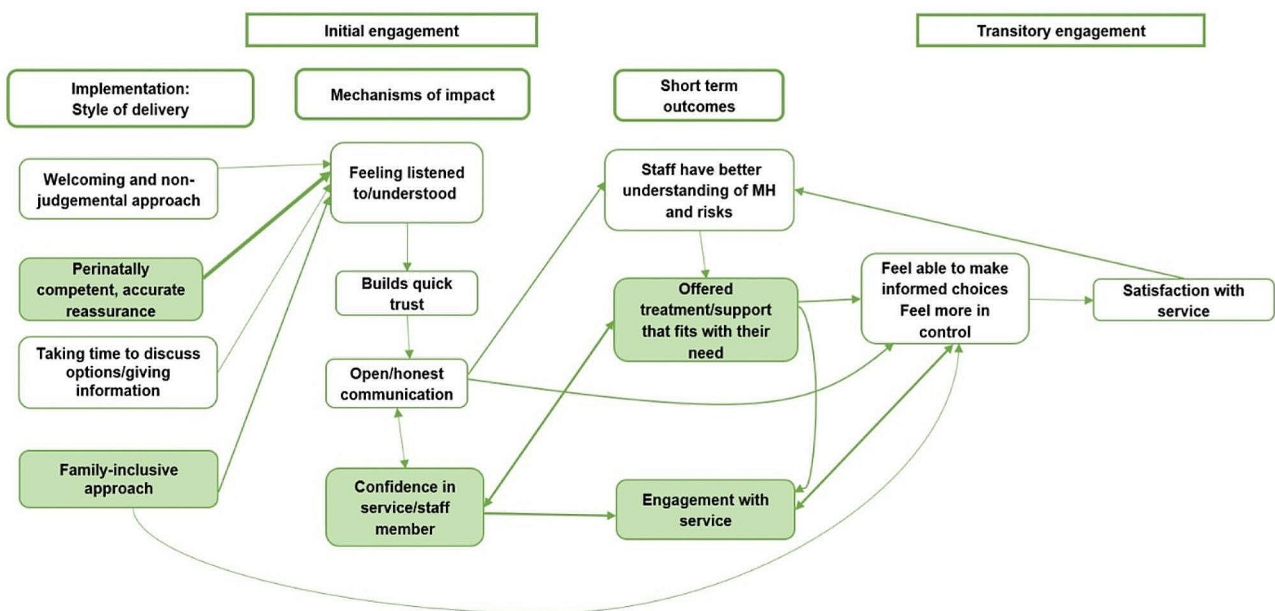 Initial engagement
Transitory engagement
Implementation:
Style of delivery
Mechanisms of impact
Short term
outcomes
Welcoming and non-
judgemental approach
Perinatally
competent, accurate
reassurance
Taking time to discuss
options/giving
information
Family-inclusive
approach
Feeling listened
to/understood
Builds quick
trust
Open/honest
communication
Confidence in
service/staff
member
Staff have better
understanding of MH
and risks
Offered
treatment/support
that fits with their
need
Engagement with
service
Feel able to make
informed choices
Feel more in
control
Satisfaction with
service